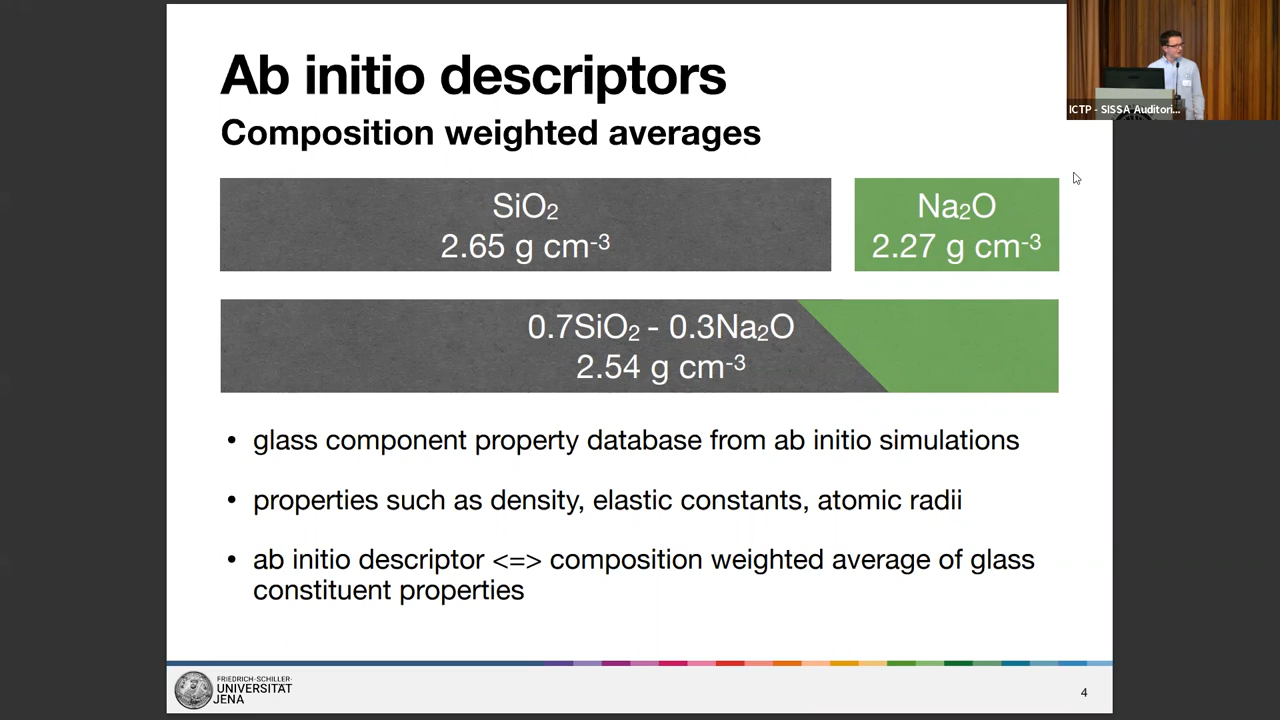 Ab initio descriptors
Composition weighted averages
SiO₂
2.65 g cm⁻³
Na₂O
2.27 g cm⁻³
0.7SiO₂ - 0.3Na₂O
2.54 g cm⁻³
• glass component property database from ab initio simulations
• properties such as density, elastic constants, atomic radii
• ab initio descriptor <=> composition weighted average of glass
constituent properties
FRIEDRICH-SCHILLER-
UNIVERSITÄT
JENA
4
ICTP - SISSA Auditori...